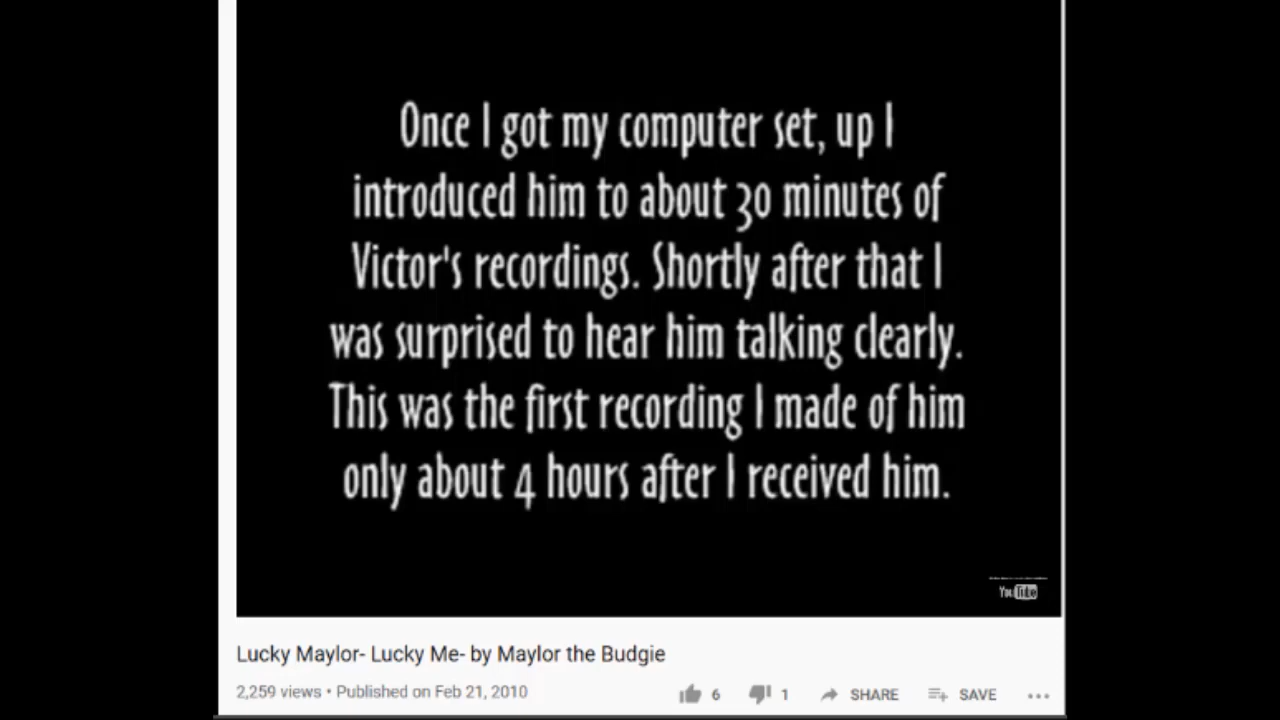 Once I got my computer set, up I
introduced him to about 30 minutes of
Victor's recordings. Shortly after that I
was surprised to hear him talking clearly.
This was the first recording I made of him
only about 4 hours after I received him.
YouTube
Lucky Maylor- Lucky Me- by Maylor the Budgie
2,259 views • Published on Feb 21, 2010
6 1 SHARE SAVE